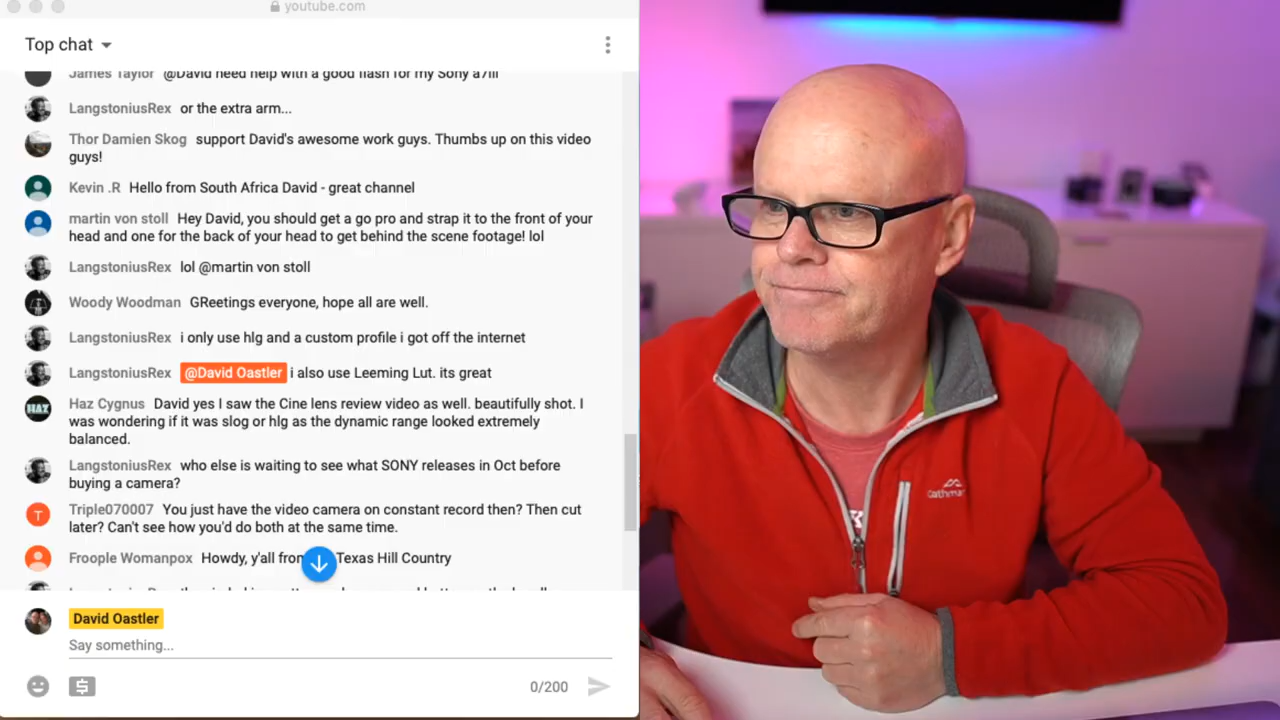 youtube.com
Top chat
James Taylor @David need help with a good flash for my Sony a7iii
LangstoniusRex or the extra arm...
Thor Damien Skog support David's awesome work guys. Thumbs up on this video
guys!
Kevin .R Hello from South Africa David - great channel
martin von stoll Hey David, you should get a go pro and strap it to the front of your
head and one for the back of your head to get behind the scene footage! lol
LangstoniusRex lol @martin von stoll
Woody Woodman GReetings everyone, hope all are well.
LangstoniusRex i only use hlg and a custom profile i got off the internet
LangstoniusRex @David Oastler i also use Leeming Lut. its great
HAZ
Haz Cygnus David yes I saw the Cine lens review video as well. beautifully shot. I
was wondering if it was slog or hlg as the dynamic range looked extremely
balanced.
LangstoniusRex who else is waiting to see what SONY releases in Oct before
buying a camera?
T
Triple070007 You just have the video camera on constant record then? Then cut
later? Can't see how you'd do both at the same time.
Froople Womanpox Howdy, y'all Texas Hill Country
David Oastler
Say something...
0/200